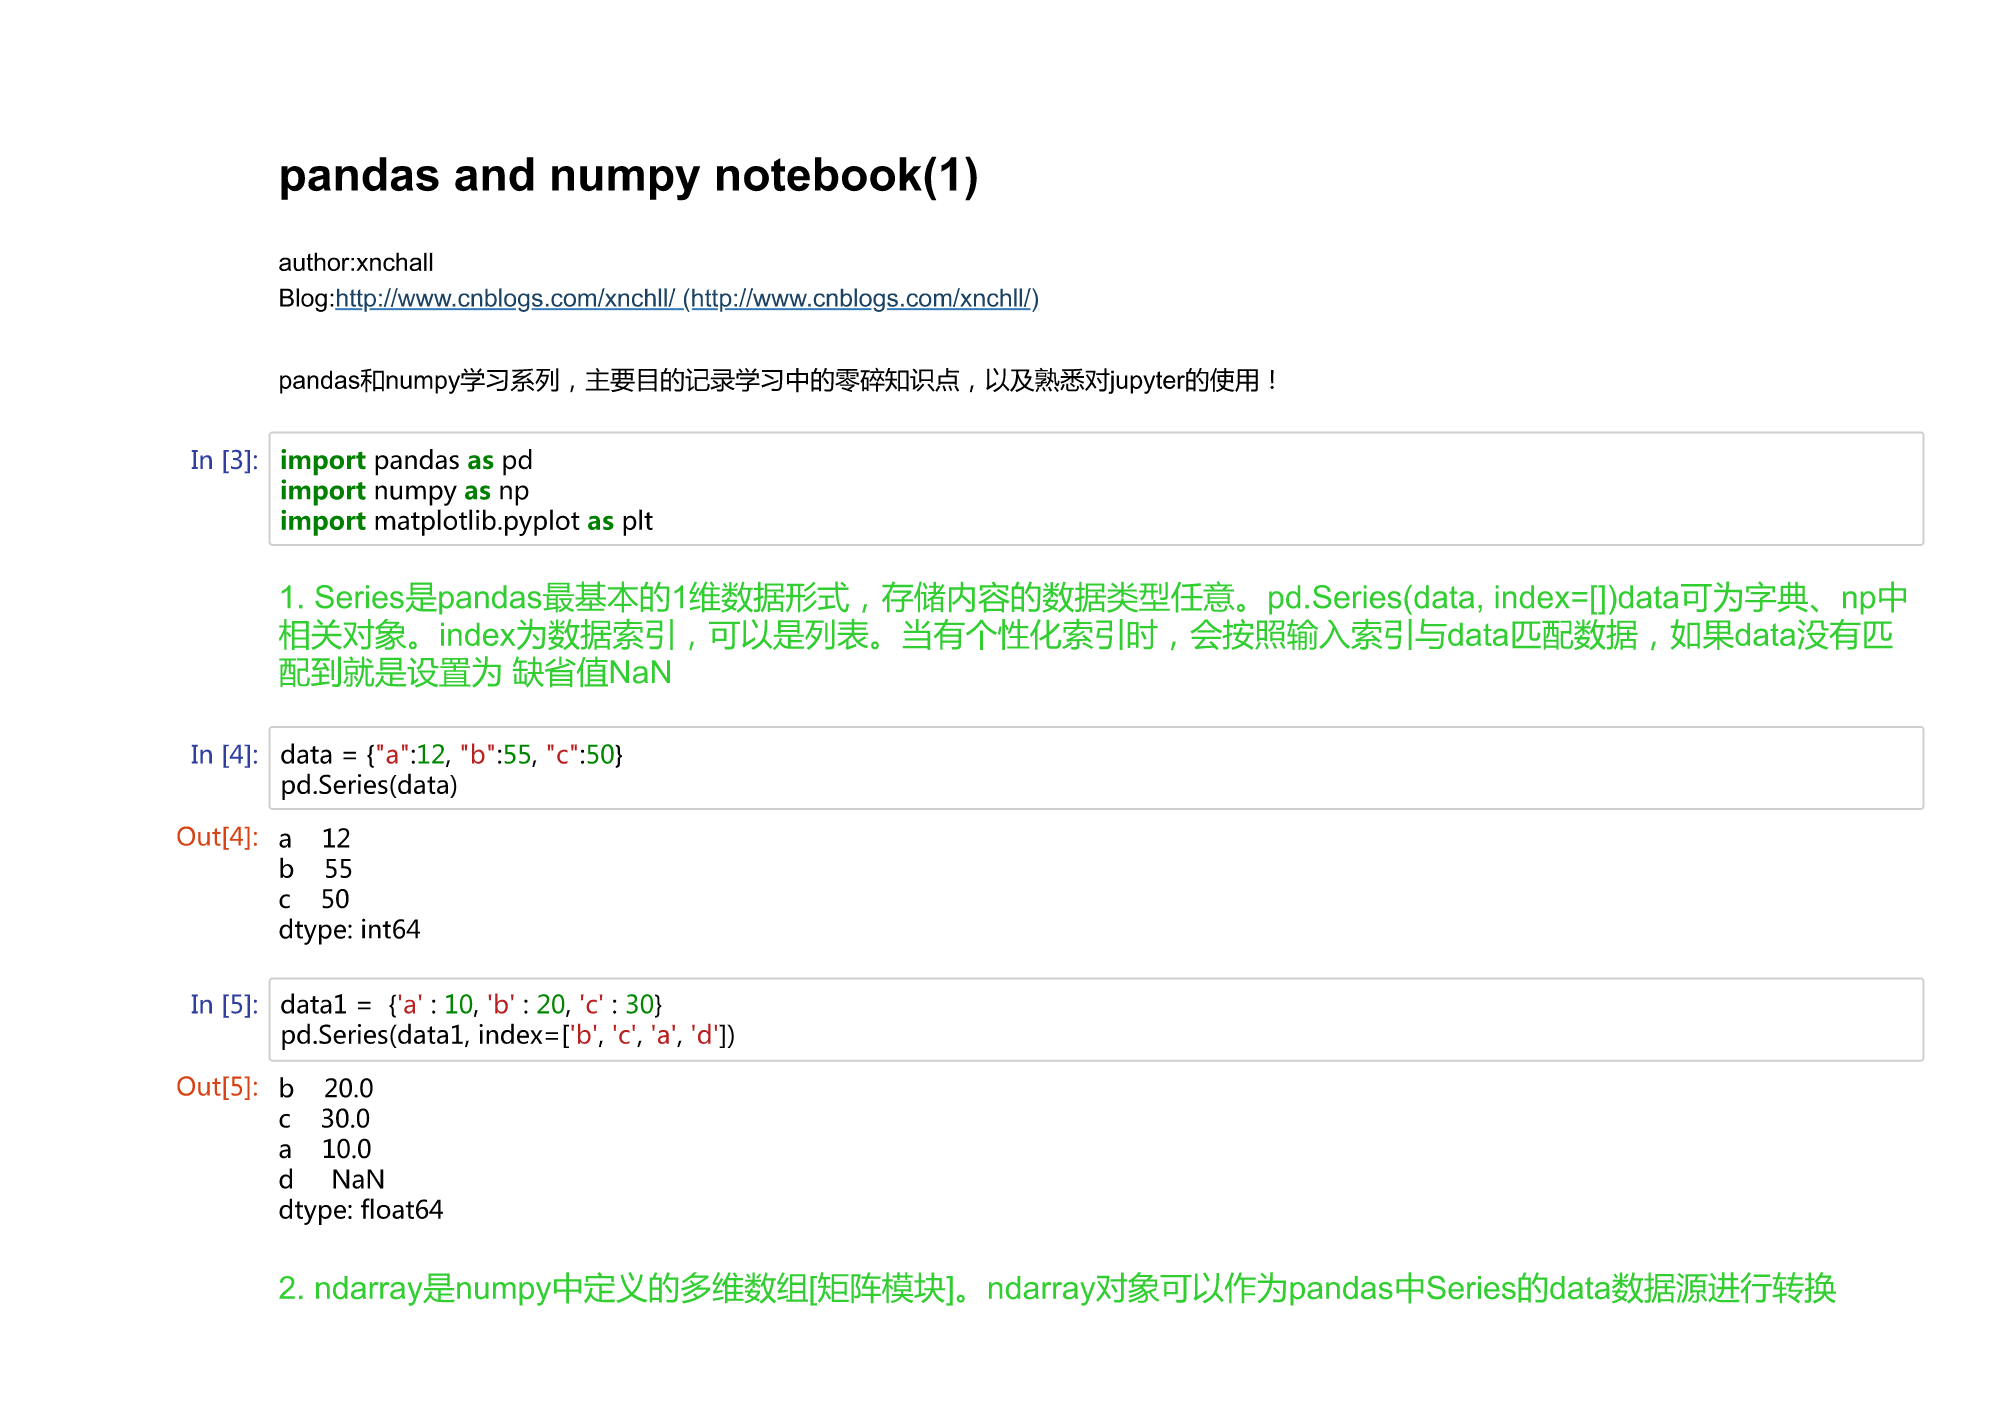 pandas and numpy notebook(1)
author:xnchall
Blog:http://www.cnblogs.com/xnchll/ (http://www.cnblogs.com/xnchll/)
pandas和numpy学习系列，主要目的记录学习中的零碎知识点，以及熟悉对jupyter的使用！
In [3]: import pandas as pd
import numpy as np
import matplotlib.pyplot as plt
1. Series是pandas最基本的1维数据形式，存储内容的数据类型任意。pd.Series(data, index=[])data可为字典、np中
相关对象。index为数据索引，可以是列表。当有个性化索引时，会按照输入索引与data匹配数据，如果data没有匹
配到就是设置为 缺省值NaN
In [4]: data = {"a":12, "b":55, "c":50}
pd.Series(data)
Out[4]: a    12
b    55
c    50
dtype: int64
In [5]: data1 =  {'a' : 10, 'b' : 20, 'c' : 30}
pd.Series(data1, index=['b', 'c', 'a', 'd'])
Out[5]: b    20.0
c    30.0
a    10.0
d     NaN
dtype: float64
2. ndarray是numpy中定义的多维数组[矩阵模块]。ndarray对象可以作为pandas中Series的data数据源进行转换